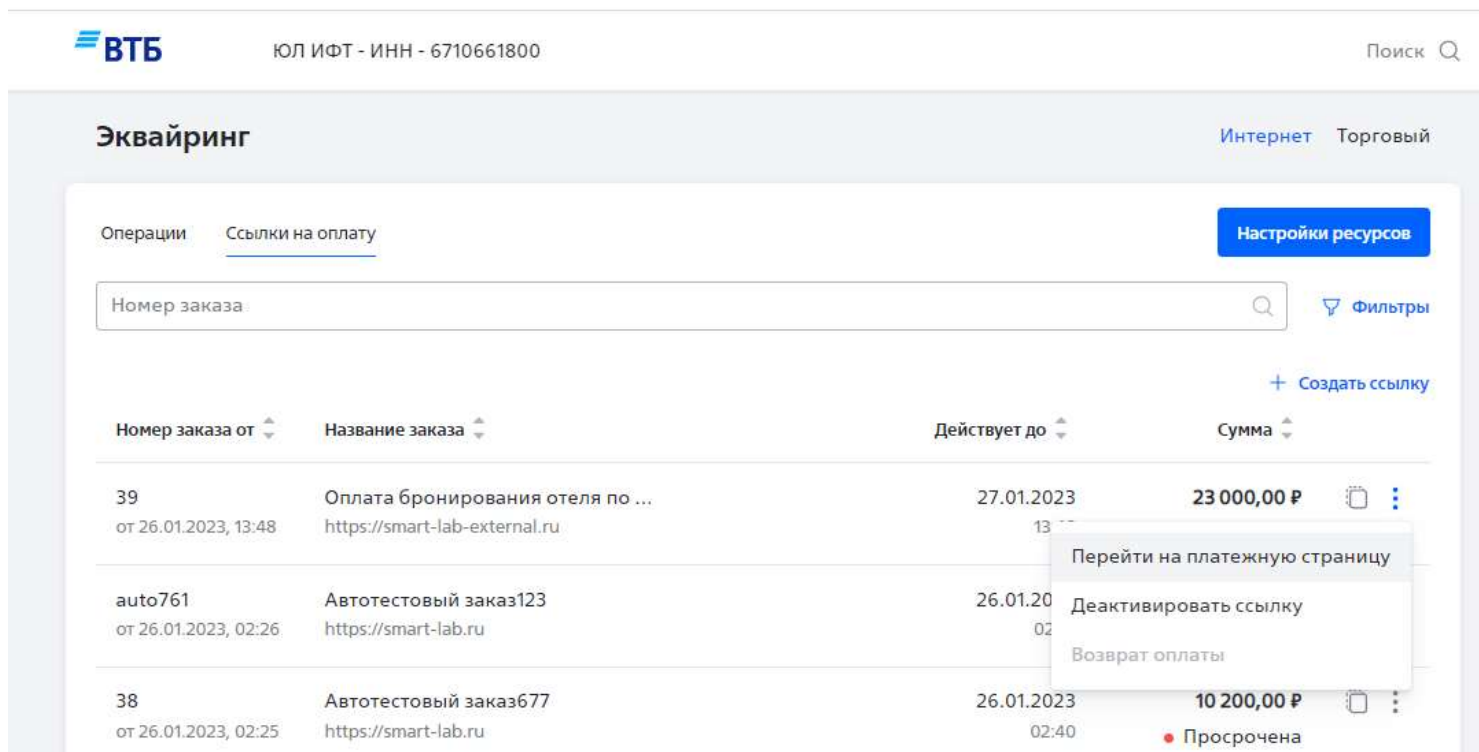 ВТБ ЮЛ ИФТ - ИНН - 6710661800 Поиск
Эквайринг Интернет Торговый
Операции Ссылки на оплату Настройки ресурсов
Номер заказа Фильтры
+ Создать ссылку
Номер заказа от Название заказа Действует до Сумма
39 Оплата бронирования отеля по ... 27.01.2023 23 000,00 ₽
от 26.01.2023, 13:48 https://smart-lab-external.ru
Перейти на платежную страницу
auto761 Автотестовый заказ123 26.01.20
Деактивировать ссылку
от 26.01.2023, 02:26 https://smart-lab.ru 02
Возврат оплаты
38 Автотестовый заказ677 26.01.2023 10 200,00 ₽
от 26.01.2023, 02:25 https://smart-lab.ru 02:40 Просрочена